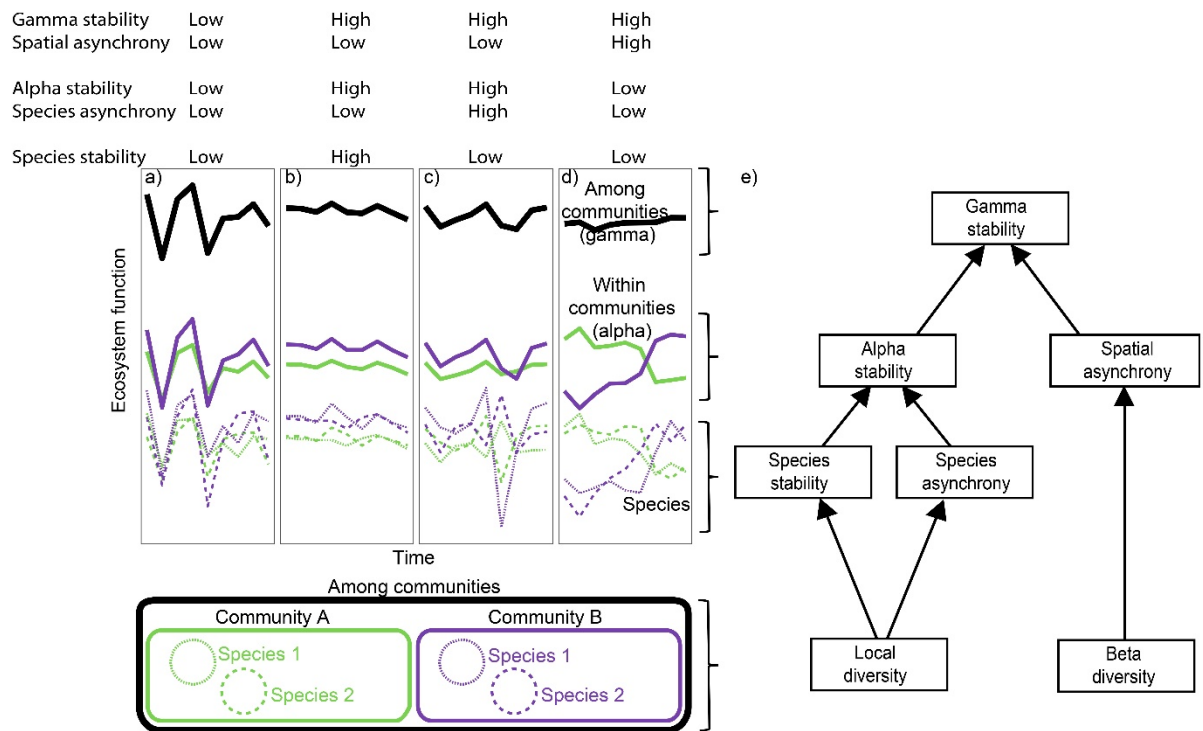 Gamma stability Low High High High
Spatial asynchrony Low Low Low High
Alpha stability Low High High Low
Species asynchrony Low Low High Low
Species stability Low High Low Low
a) b) c) d) e)
Among
communities
(gamma)
Within
communities
(alpha)
Species
Ecosystem function
Time
Among communities
Community A
Species 1
Species 2
Community B
Species 1
Species 2
Gamma
stability
Alpha
stability
Spatial
asynchrony
Species
stability
Species
asynchrony
Local
diversity
Beta
diversity